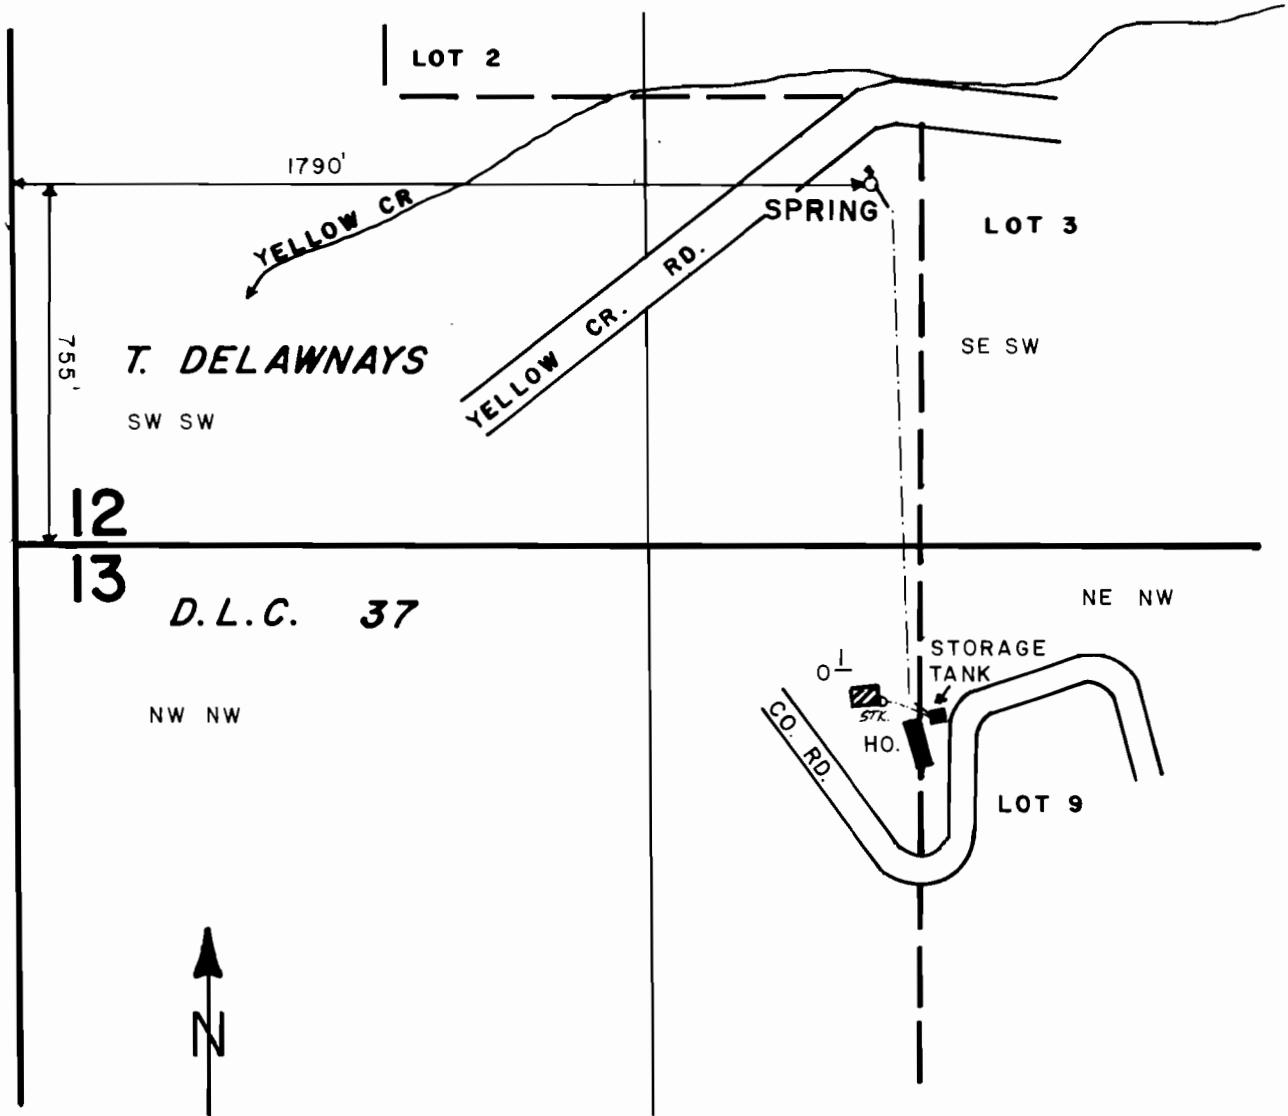 LOT 2
1790'
YELLOW CR
SPRING
LOT 3
YELLOW CR. RD.
755'
T. DELAWNAYS
SE SW
SW SW
12
13
D.L.C. 37
NE NW
STORAGE
TANK
0 1
STK.
NW NW
CO. RD.
HO.
LOT 9
N